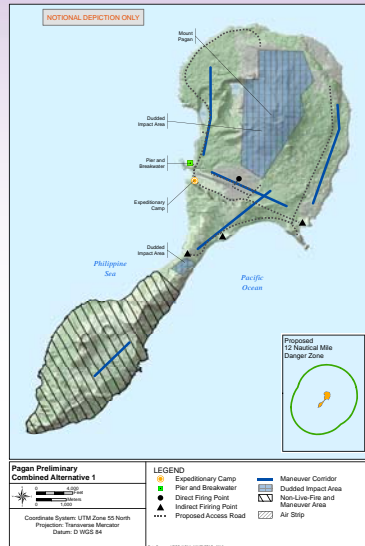 NOTIONAL DEPICTION ONLY
Mount
Pagan
Dudded
Impact Area
Pier and
Breakwater
Expeditionary
Camp
Dudded
Impact Area
Philippine
Sea
Pacific
Ocean
Proposed
12 Nautical Mile
Danger Zone
Pagan Preliminary
Combined Alternative 1
0 4,000
Feet
Meters
0 1,000
Coordinate System: UTM Zone 55 North
Projection: Transverse Mercator
Datum: D WGS 84
LEGEND
Expeditionary Camp
Pier and Breakwater
Direct Firing Point
Indirect Firing Point
Proposed Access Road
Maneuver Corridor
Dudded Impact Area
Non-Live-Fire and
Maneuver Area
Air Strip